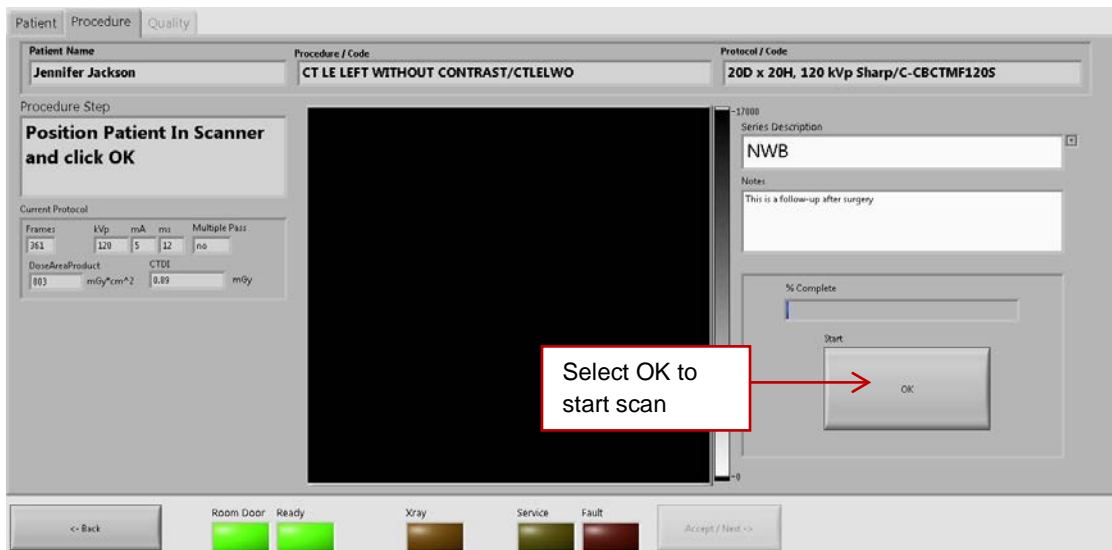 Patient Procedure Quality
Patient Name
Jennifer Jackson
Procedure / Code
CT LE LEFT WITHOUT CONTRAST/CTLELWO
Protocol / Code
20D x 20H, 120 kVp Sharp/C-CBCTMF120S
Procedure Step
Position Patient In Scanner
and click OK
Current Protocol
Frames kVp mA ms Multiple Pass
361 120 5 12 no
DoseAreaProduct CTDI
803 mGy*cm^2 0.89 mGy
-17000
-0
Series Description
NWB
Notes
This is a follow-up after surgery
% Complete
Start
OK
Select OK to
start scan
<- Back
Room Door Ready Xray Service Fault
Accept / Next ->